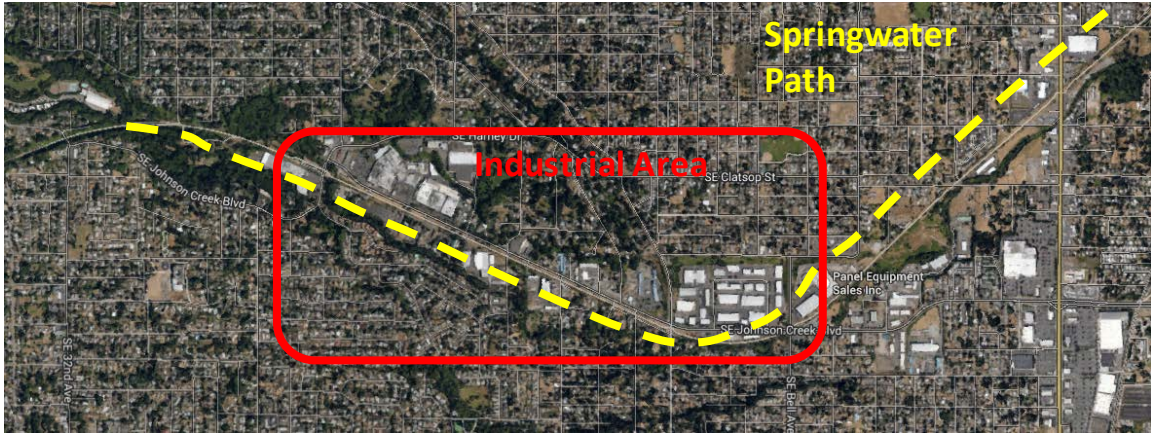 Springwater
Path
SE Harney Dr
Industrial Area
SE Clatsop St
SE Johnson Creek Blvd
Panel Equipment
Sales Inc
SE Johnson Creek Blvd
SE 32nd Ave
SE Bell Ave